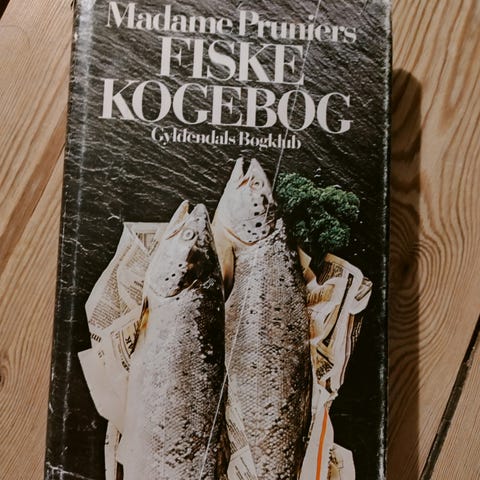 Madame Pruniers
FISKE
KOGEBOG
Gyldendals Bogklub